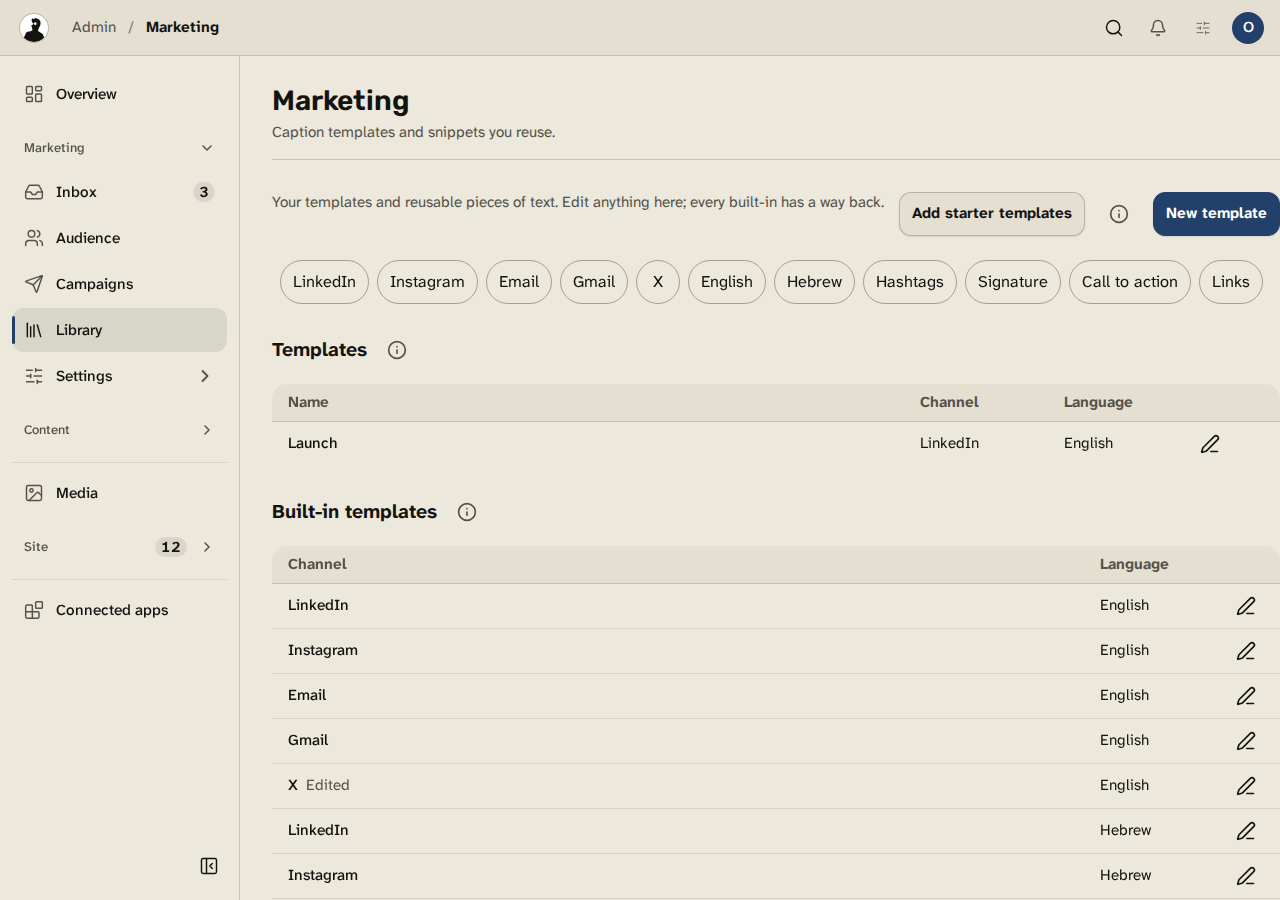 Admin / Marketing
O
Overview
Marketing
Inbox 3
Audience
Campaigns
Library
Settings
Content
Media
Site 12
Connected apps
Marketing
Caption templates and snippets you reuse.
Your templates and reusable pieces of text. Edit anything here; every built-in has a way back.
Add starter templates
New template
LinkedIn Instagram Email Gmail X English Hebrew Hashtags Signature Call to action Links
Templates
Name Channel Language
Launch LinkedIn English
Built-in templates
Channel Language
LinkedIn English
Instagram English
Email English
Gmail English
X Edited English
LinkedIn Hebrew
Instagram Hebrew